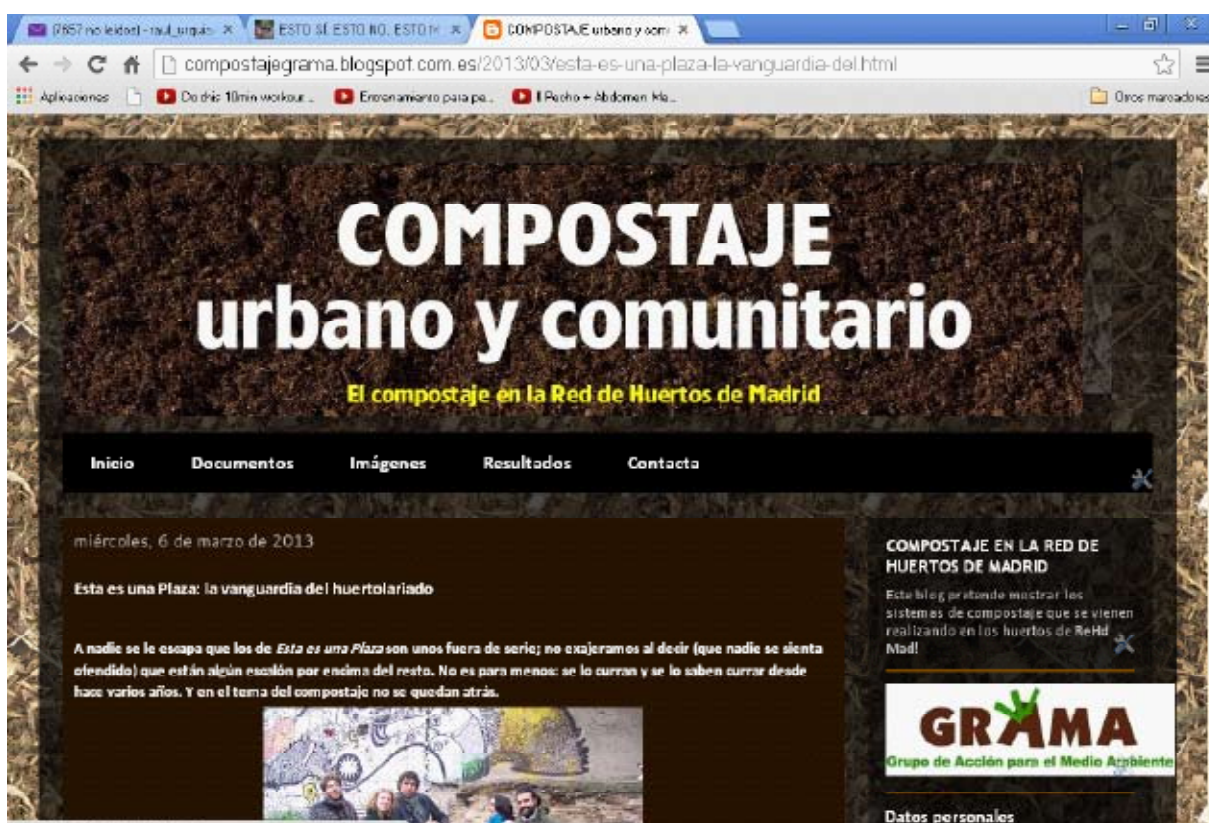 (7857 no leídos) - raul_urquia
ESTO SÍ, ESTO NO, ESTO
COMPOSTAJE urbano y com
compostajegrama.blogspot.com.es/2013/03/esta-es-una-plaza-la-vanguardia-del.html
Aplicaciones
Do this 10min workout ...
Entrenamiento para pe...
Pecho + Abdomen
Otros marcadores
COMPOSTAJE
urbano y comunitario
El compostaje en la Red de Huertos de Madrid
Inicio Documentos Imágenes Resultados Contacta
miércoles, 6 de marzo de 2013
Esta es una Plaza: la vanguardia del huertolariado
A nadie se le escapa que los de Esta es una Plaza son unos fuera de serie; no exajeramos al decir (que nadie se sienta
ofendido) que están algún escalón por encima del resto. No es para menos: se lo curran y se lo saben currar desde
hace varios años. Y en el tema del compostaje no se quedan atrás.
COMPOSTAJE EN LA RED DE
HUERTOS DE MADRID
Este blog pretende mostrar los
sistemas de compostaje que se vienen
realizando en los huertos de ReHd
Mad!
GRAMA
Grupo de Acción para el Medio Ambiente
Datos personales